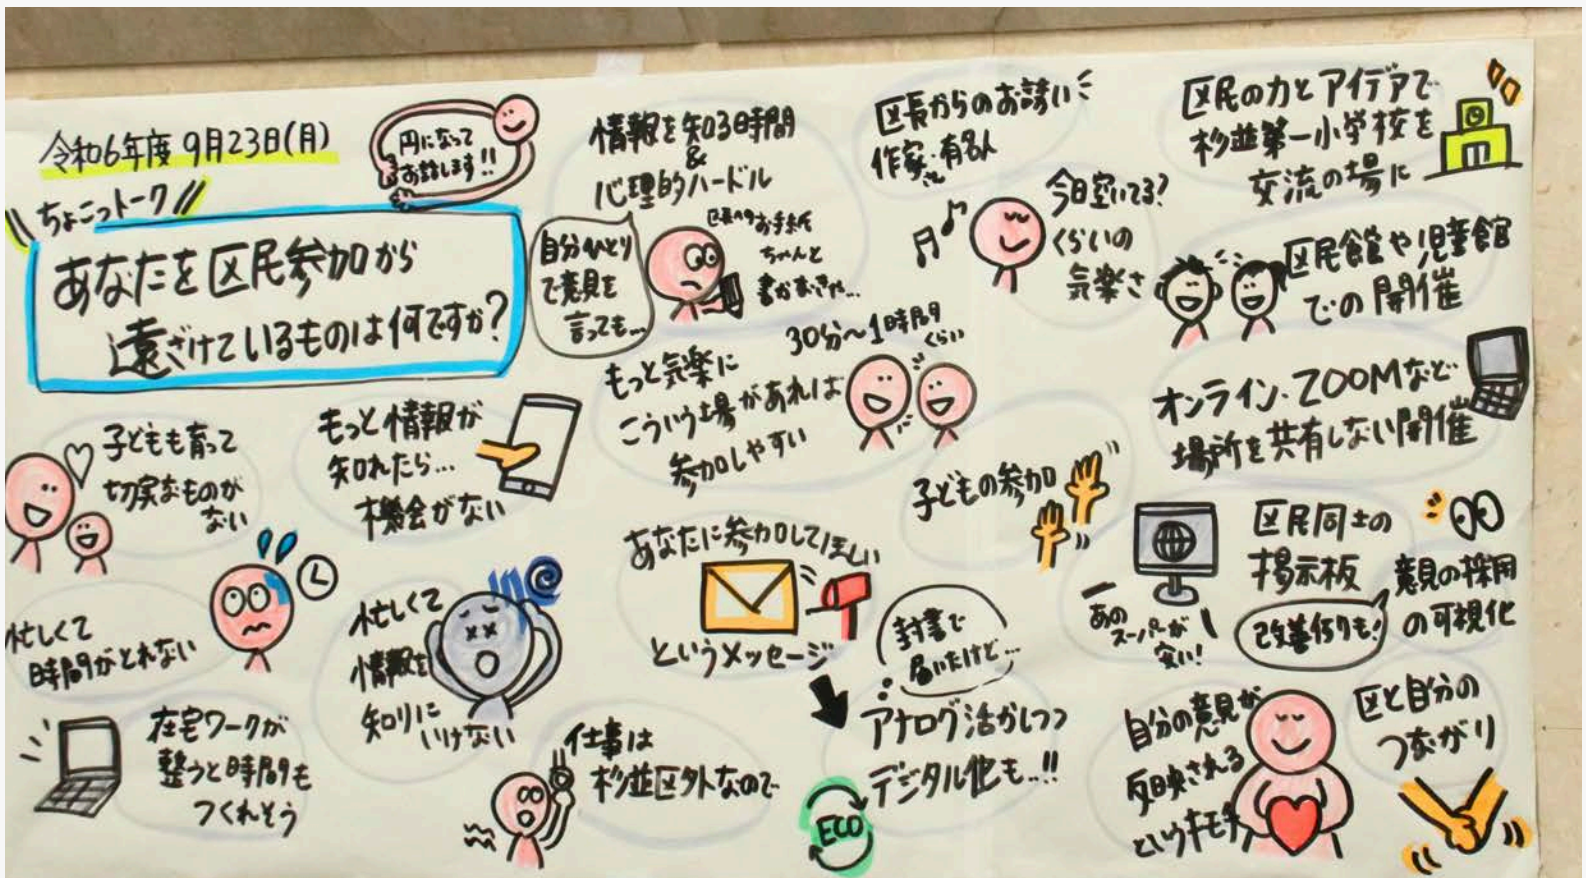 令和6年度 9月23日(月)
ちょこっトーク
円になって
お話します!!
あなたを区民参加から
遠ざけているものは何ですか?
情報を知る時間
&
心理的ハードル
自分ひとり
で意見を
言っても…
区長へのお手紙
ちゃんと
書かなきゃ…
区長からのお誘い
作家さん・有名人
今日空いてる?
くらいの
気楽さ
区民の力とアイデアで
杉並第一小学校を
交流の場に
区民館や児童館
での開催
オンライン・ZOOMなど
場所を共有しない開催
30分〜1時間
くらい
もっと気楽に
こういう場があれば
参加しやすい
子どもも育って
切実なものが
ない
もっと情報が
知れたら…
機会がない
子どもの参加
区民同士の
掲示板
あの
スーパーが
安い!
意見の採用
の可視化
改善例も!
忙しくて
時間がとれない
忙しくて
情報を
知りに
いけない
あなたに参加してほしい
というメッセージ
封書で
届いたけど…
アナログ活かしつつ
デジタル化も..!!
ECO
在宅ワークが
整うと時間も
つくれそう
仕事は
杉並区外なので
自分の意見が
反映される
というキモチ
区と自分の
つながり